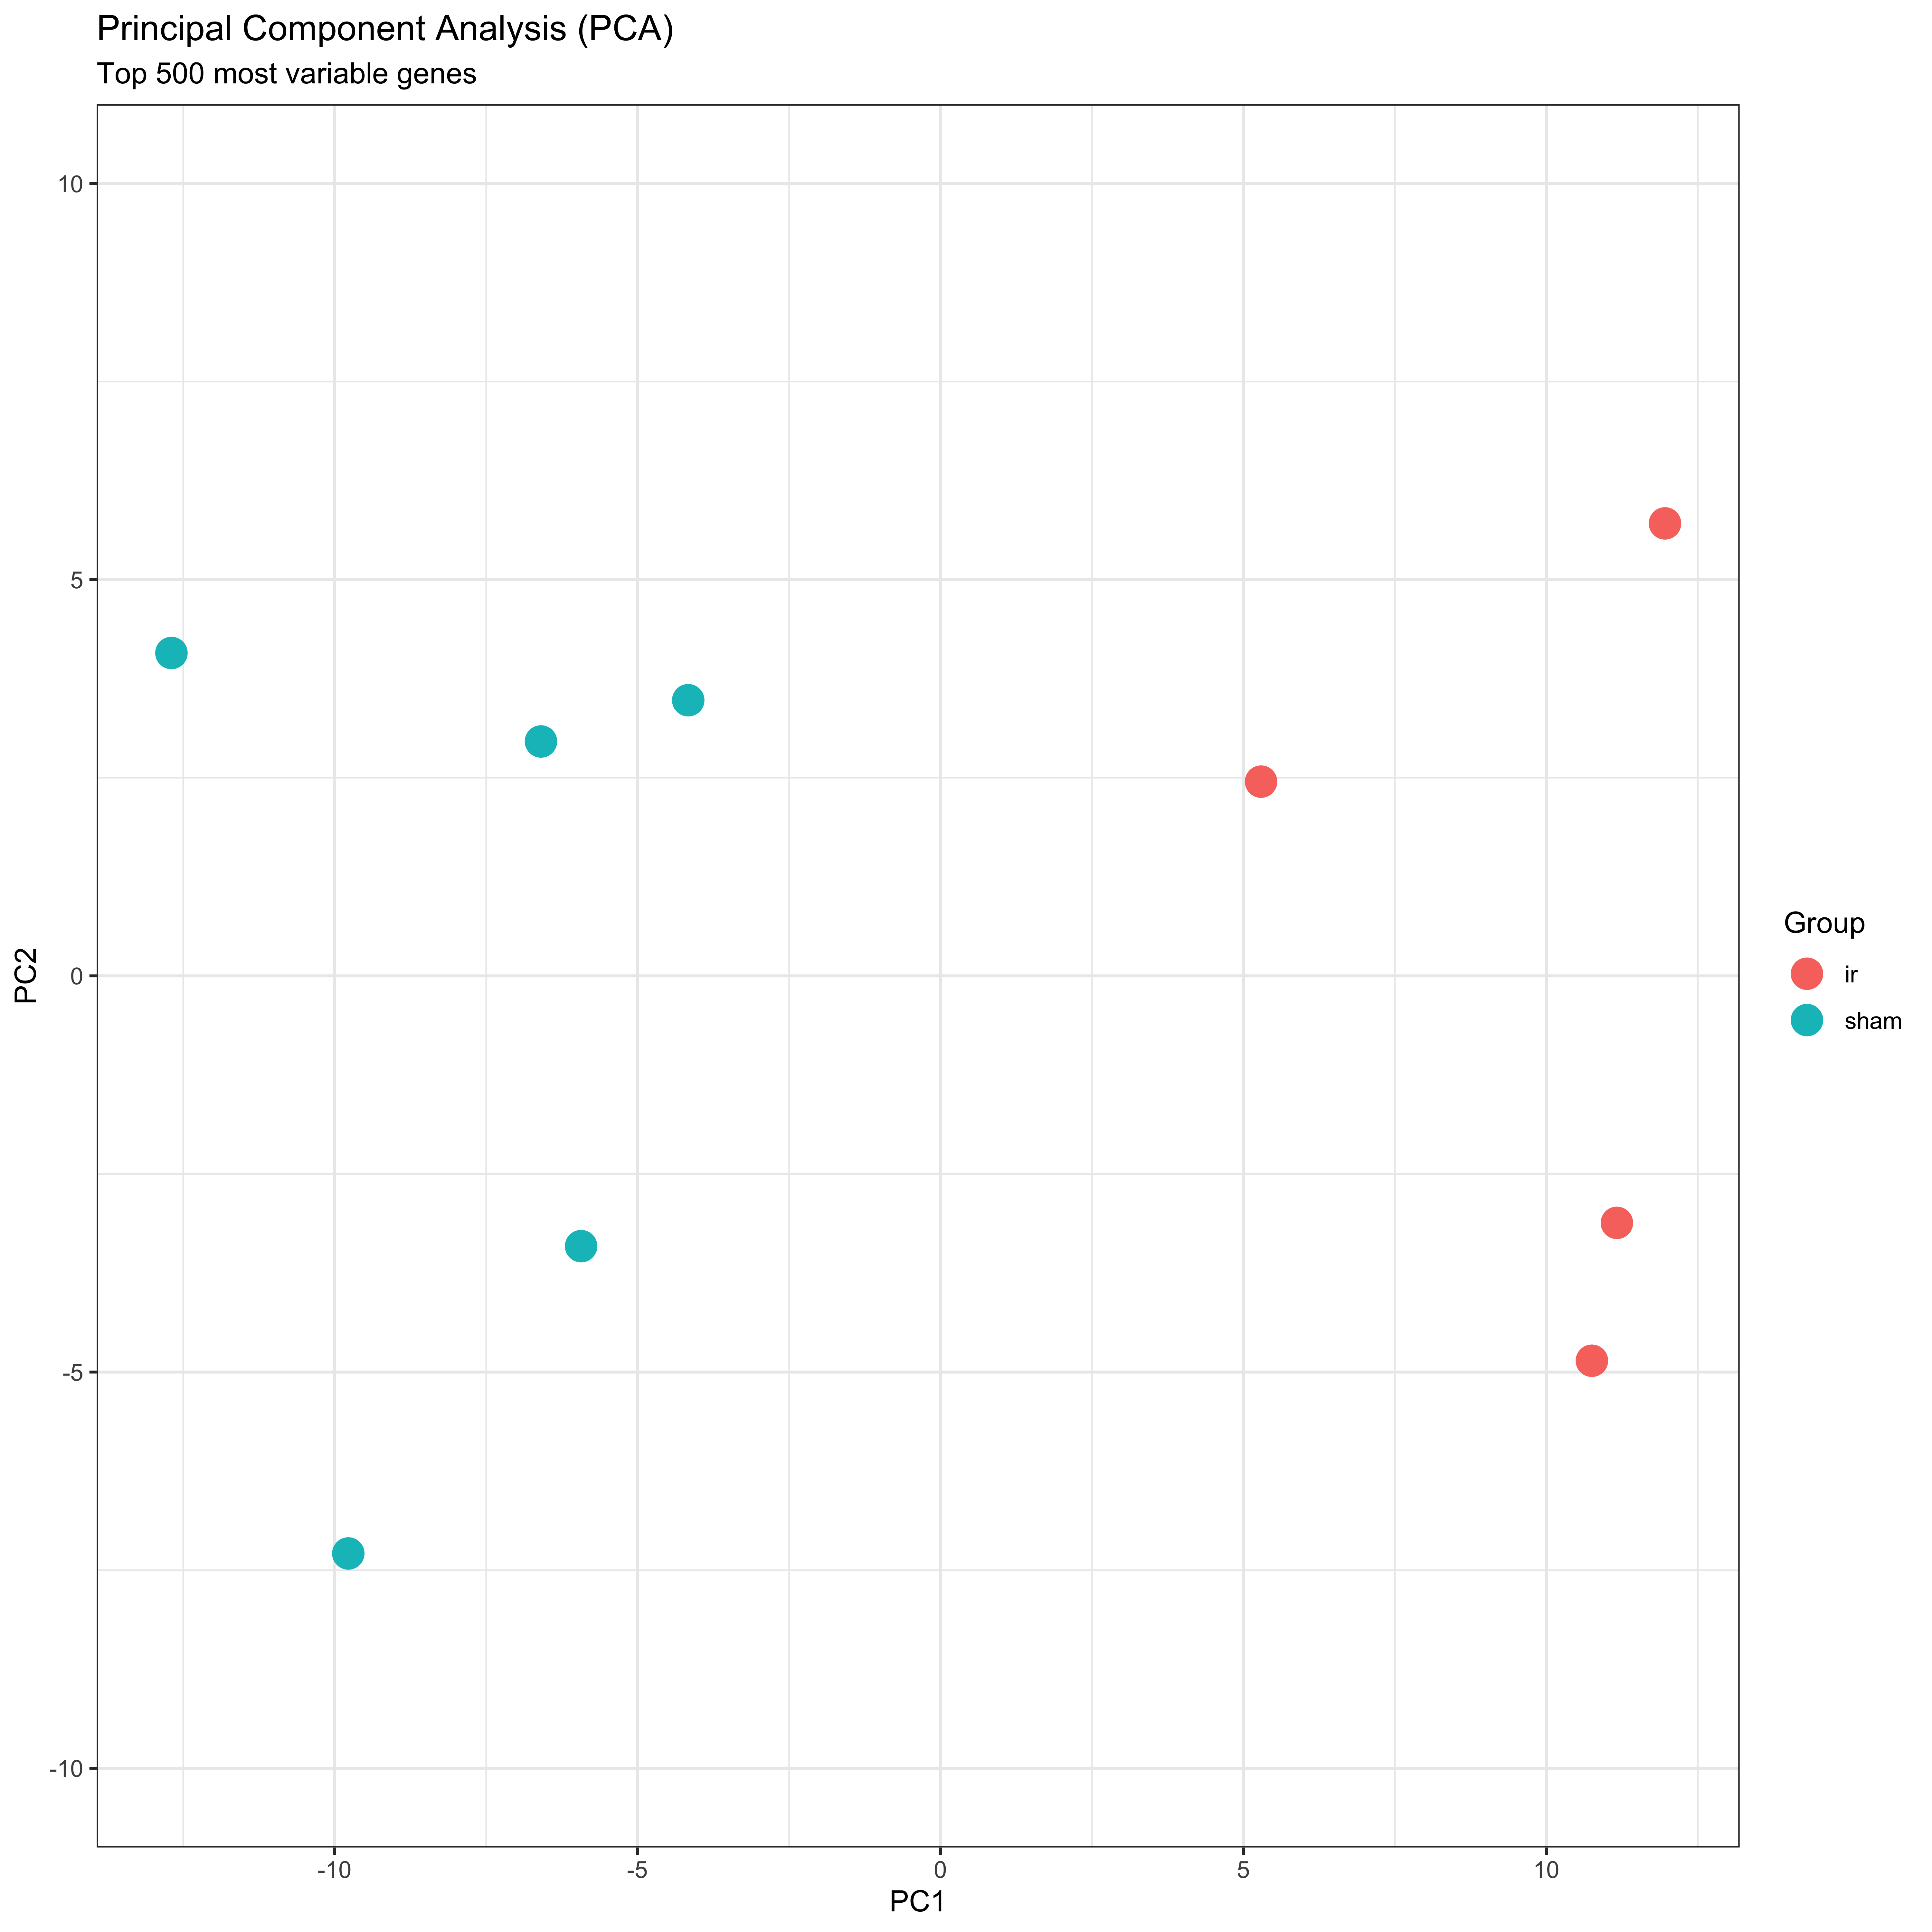 Principal Component Analysis (PCA)
Top 500 most variable genes
10
5
0
-5
-10
PC2
-10
-5
0
5
10
PC1
Group
ir
sham